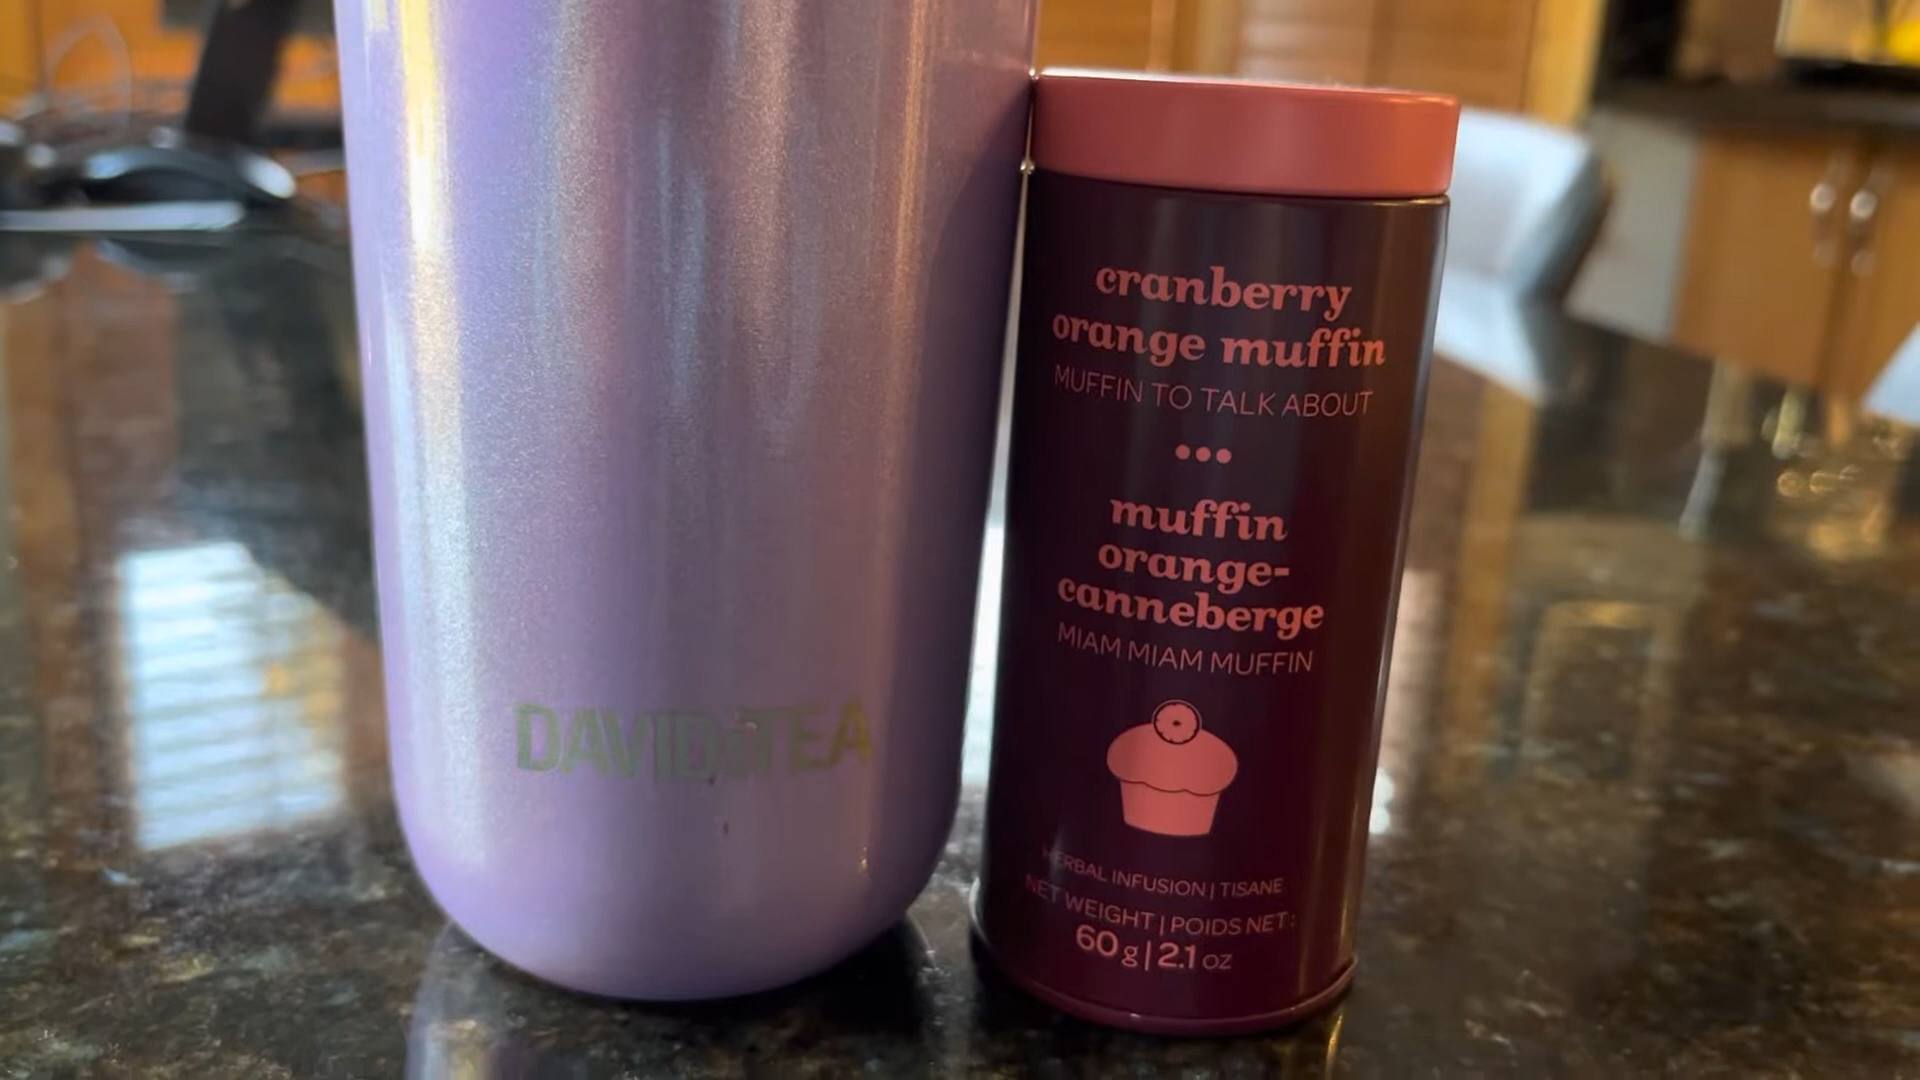 DAVIDsTEA
cranberry
orange muffin
MUFFIN TO TALK ABOUT
muffin
orange-
canneberge
MIAM MIAM MUFFIN
HERBAL INFUSION | TISANE
NET WEIGHT | POIDS NET:
60 g | 2.1 oz